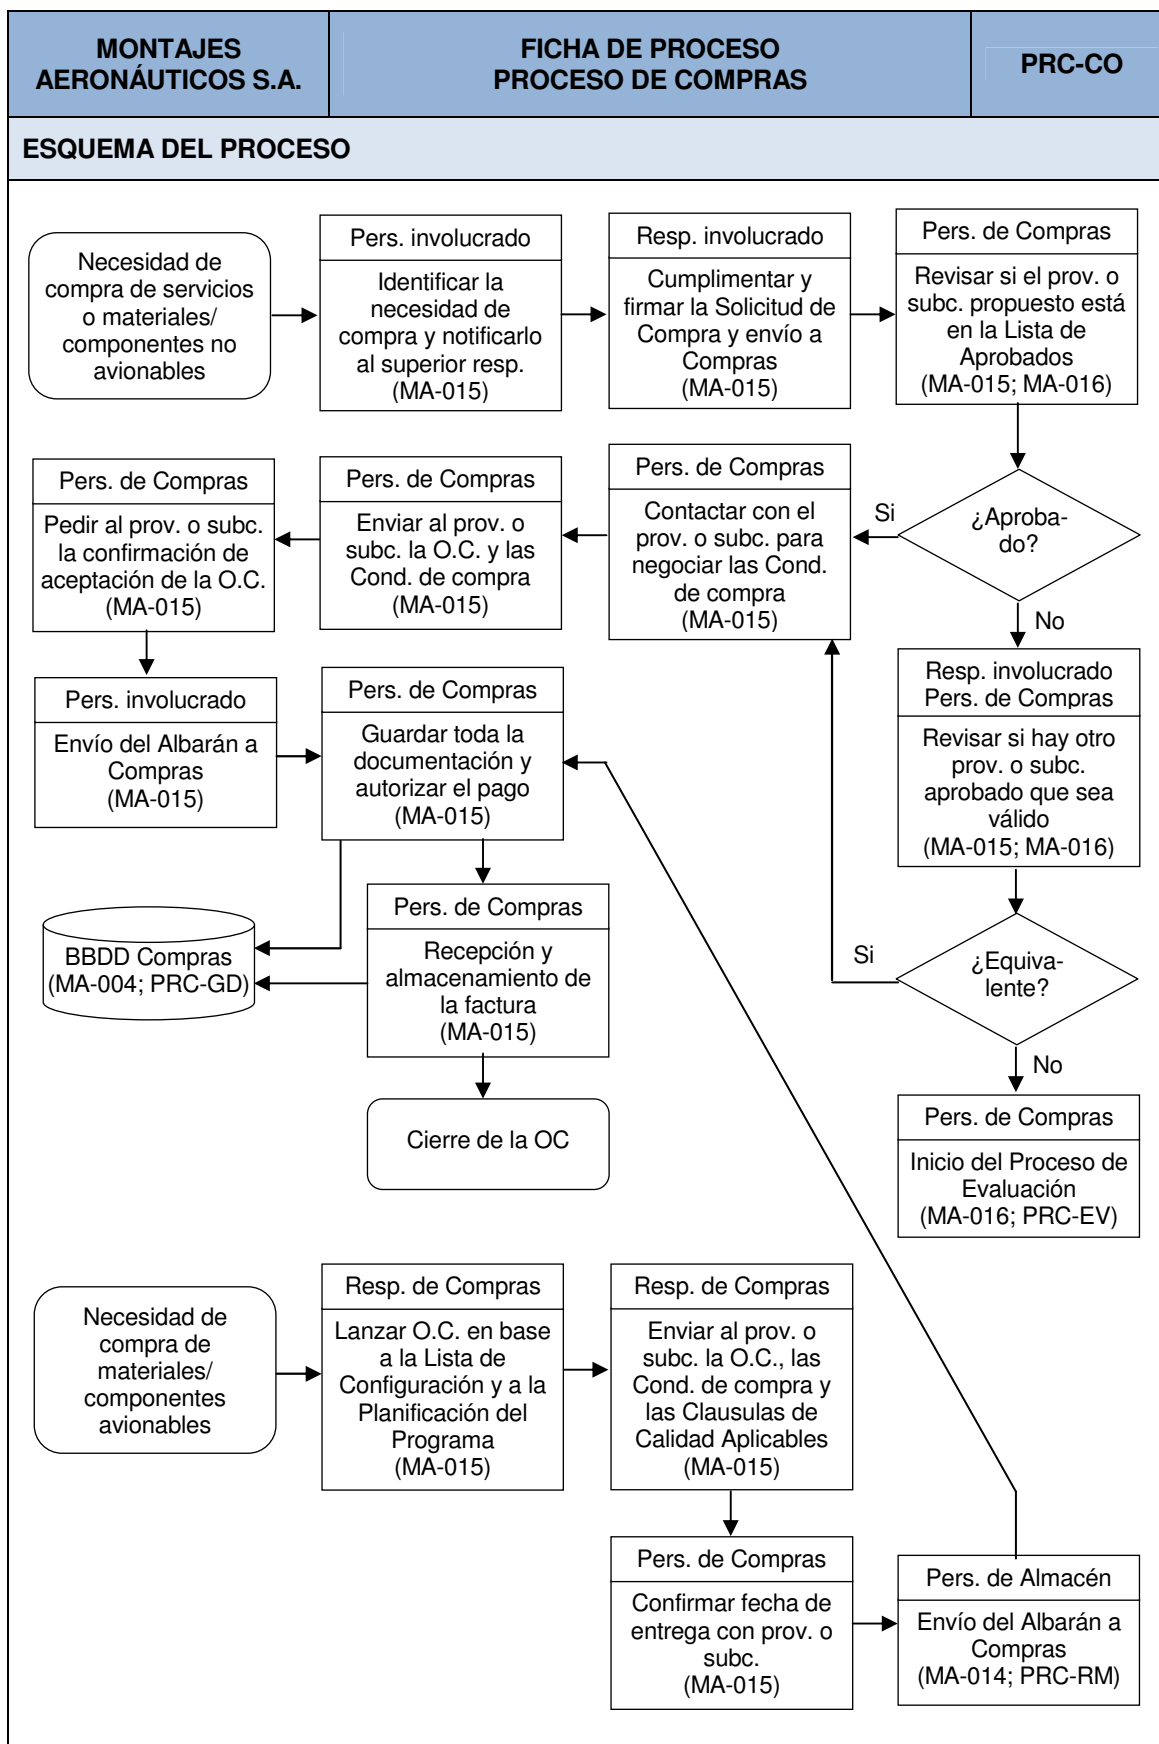 MONTAJES
AERONÁUTICOS S.A.
FICHA DE PROCESO
PROCESO DE COMPRAS
PRC-CO
ESQUEMA DEL PROCESO
Necesidad de
compra de servicios
o materiales/
componentes no
avionables
Pers. involucrado
Identificar la
necesidad de
compra y notificarlo
al superior resp.
(MA-015)
Resp. involucrado
Cumplimentar y
firmar la Solicitud de
Compra y envío a
Compras
(MA-015)
Pers. de Compras
Revisar si el prov. o
subc. propuesto está
en la Lista de
Aprobados
(MA-015; MA-016)
¿Aproba-
do?
Si
No
Pers. de Compras
Contactar con el
prov. o subc. para
negociar las Cond.
de compra
(MA-015)
Pers. de Compras
Enviar al prov. o
subc. la O.C. y las
Cond. de compra
(MA-015)
Pers. de Compras
Pedir al prov. o subc.
la confirmación de
aceptación de la O.C.
(MA-015)
Pers. involucrado
Envío del Albarán a
Compras
(MA-015)
Pers. de Compras
Guardar toda la
documentación y
autorizar el pago
(MA-015)
Resp. involucrado
Pers. de Compras
Revisar si hay otro
prov. o subc.
aprobado que sea
válido
(MA-015; MA-016)
BBDD Compras
(MA-004; PRC-GD)
Pers. de Compras
Recepción y
almacenamiento de
la factura
(MA-015)
Si
¿Equiva-
lente?
No
Cierre de la OC
Pers. de Compras
Inicio del Proceso de
Evaluación
(MA-016; PRC-EV)
Necesidad de
compra de
materiales/
componentes
avionables
Resp. de Compras
Lanzar O.C. en base
a la Lista de
Configuración y a la
Planificación del
Programa
(MA-015)
Resp. de Compras
Enviar al prov. o
subc. la O.C., las
Cond. de compra y
las Clausulas de
Calidad Aplicables
(MA-015)
Pers. de Compras
Confirmar fecha de
entrega con prov. o
subc.
(MA-015)
Pers. de Almacén
Envío del Albarán a
Compras
(MA-014; PRC-RM)